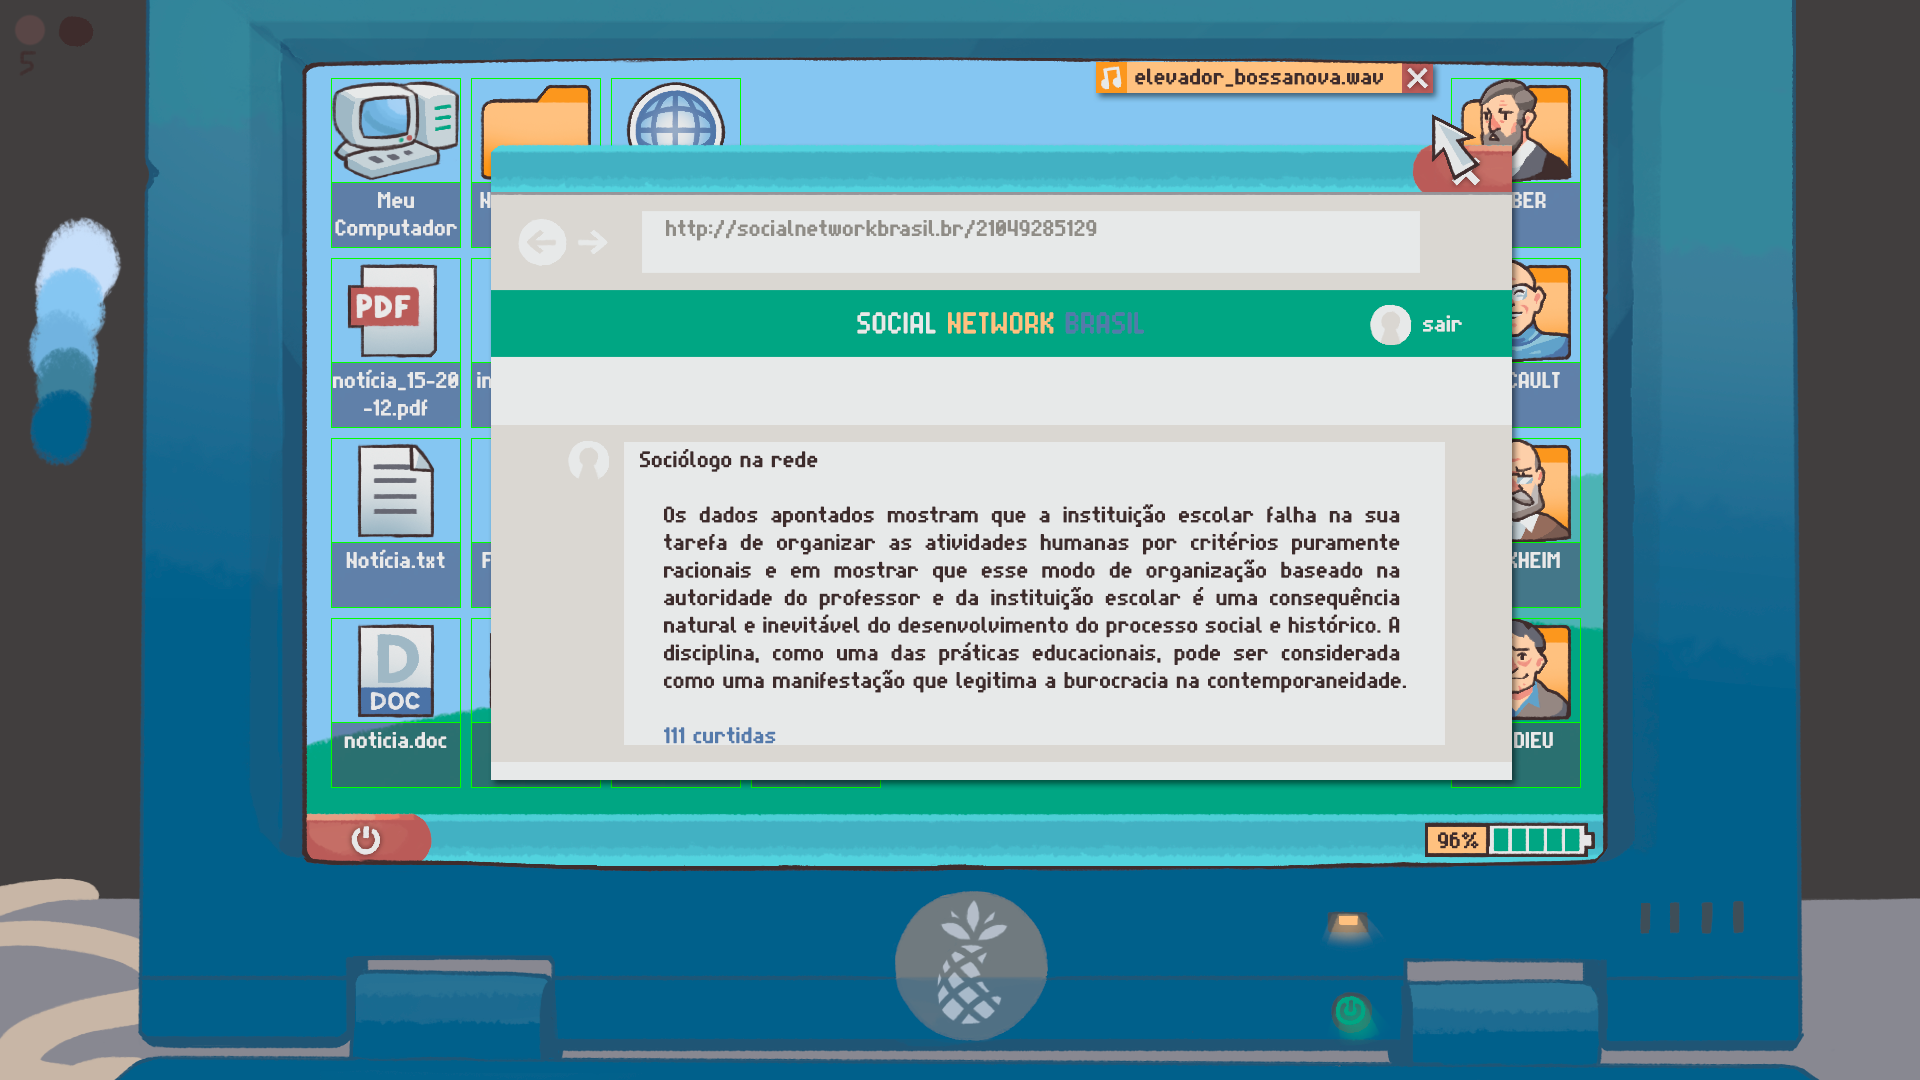 5
elevador_bossanova.wav
Meu
Computador
N
BER
http://socialnetworkbrasil.br/21049285129
SOCIAL NETWORK BRASIL
sair
PDF
notícia_15-20
-12.pdf
in
CAULT
Sociólogo na rede
Os dados apontados mostram que a instituição escolar falha na sua
tarefa de organizar as atividades humanas por critérios puramente
racionais e em mostrar que esse modo de organização baseado na
autoridade do professor e da instituição escolar é uma consequência
natural e inevitável do desenvolvimento do processo social e histórico. A
disciplina, como uma das práticas educacionais, pode ser considerada
como uma manifestação que legitima a burocracia na contemporaneidade.
111 curtidas
Notícia.txt
F
KHEIM
D
DOC
noticia.doc
DIEU
96%